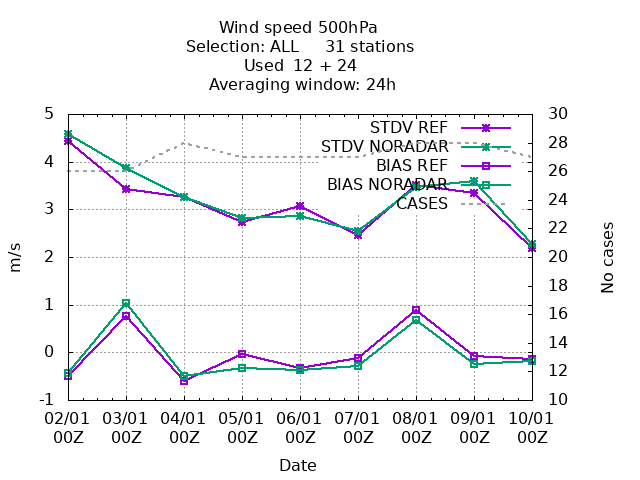 Wind speed 500hPa
Selection: ALL     31 stations
Used  12 + 24
Averaging window: 24h
STDV REF
STDV NORADAR
BIAS REF
BIAS NORADAR
CASES
5
4
3
2
1
0
-1
m/s
30
28
26
24
22
20
18
16
14
12
10
No cases
02/01 03/01 04/01 05/01 06/01 07/01 08/01 09/01 10/01
00Z 00Z 00Z 00Z 00Z 00Z 00Z 00Z 00Z
Date